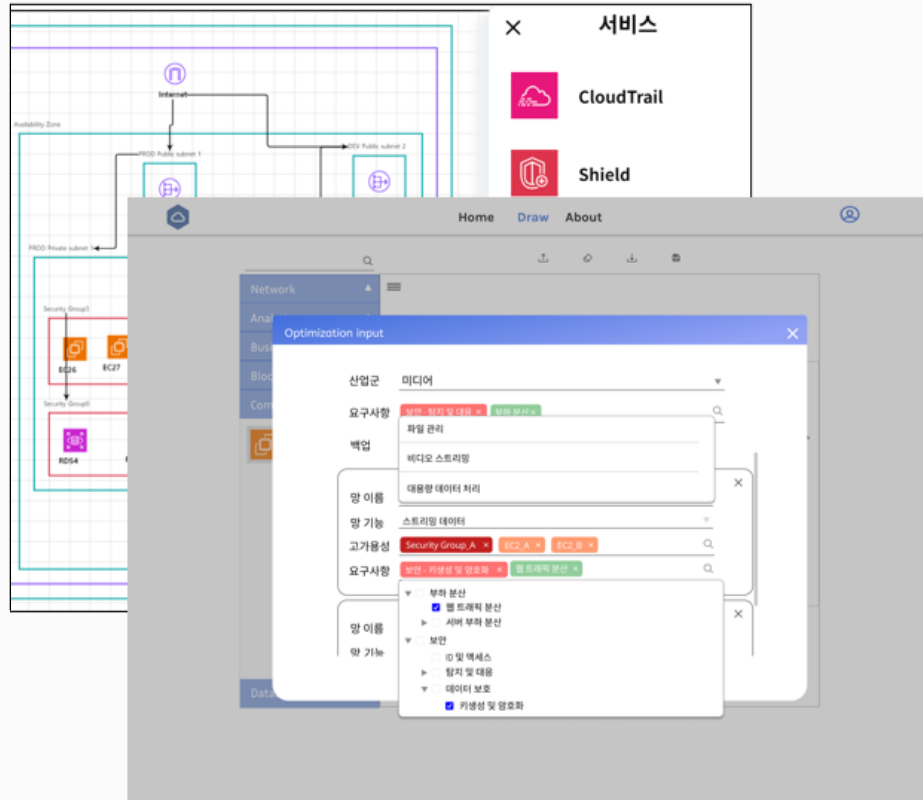 서비스
CloudTrail
Shield
Internet
Availability Zone
PROD Public subnet 1
DEV Public subnet 2
PROD Private subnet
Security Group3
EC26
EC27
RDS4
Home Draw About
Network
Optimization input
산업군 미디어
요구사항 보안 - 탐지 및 대응 × 부하 분산 ×
파일 관리
백업
비디오 스트리밍
대용량 데이터 처리
망 이름
망 기능 스트리밍 데이터
고가용성 Security Group_A × EC2_A × EC2_B ×
요구사항 보안 - 키생성 및 암호화 × 웹 트래픽 분산 ×
부하 분산
웹 트래픽 분산
서버 부하 분산
보안
ID 및 액세스
탐지 및 대응
데이터 보호
키생성 및 암호화
망 이름
망 기능